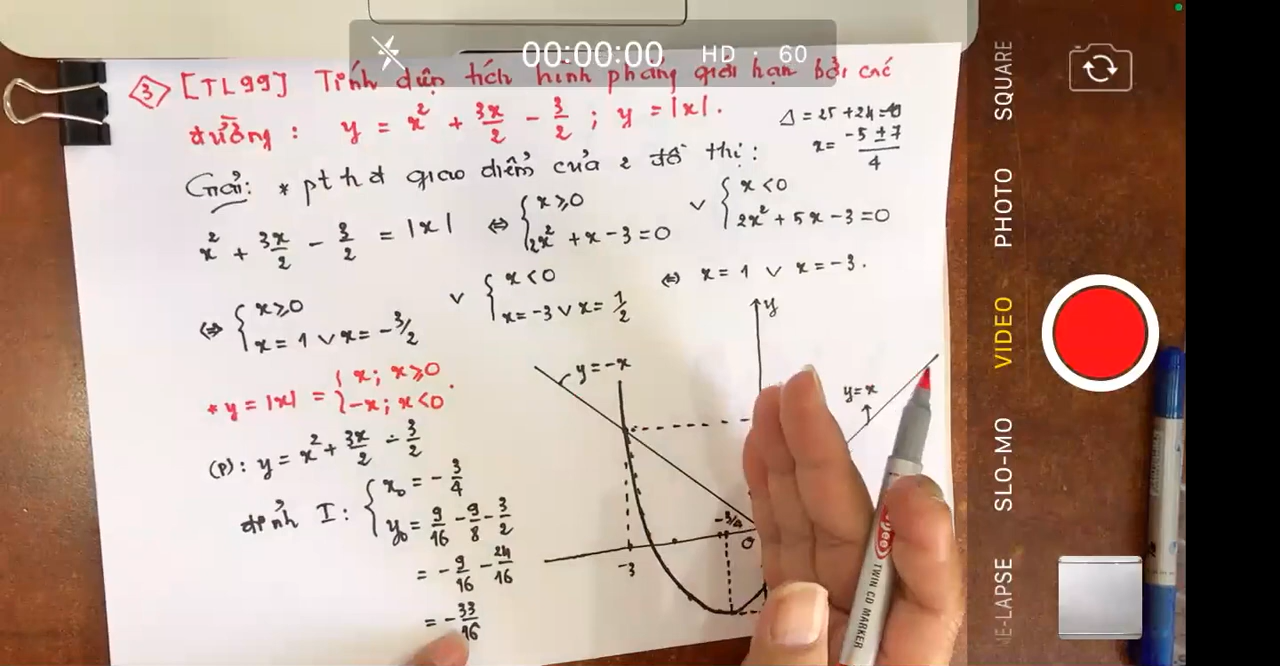 00:00:00 HD · 60
③ [TL99] Tính diện tích hình phẳng giới hạn bởi các
đường : y = x² + 3x/2 - 3/2 ; y = |x|.
Δ = 25 + 24 =
x = (-5 ± 7)/4
Giải: * pt hđ giao điểm của 2 đồ thị :
x² + 3x/2 - 3/2 = |x| ⇔ { x ≥ 0 ; 2x² + x - 3 = 0 ∨ { x < 0 ; 2x² + 5x - 3 = 0
⇔ { x ≥ 0 ; x = 1 ∨ x = -3/2 ∨ { x < 0 ; x = -3 ∨ x = 1/2 ⇔ x = 1 ∨ x = -3.
* y = |x| = { x ; x ≥ 0 ; -x ; x < 0 .
(P) : y = x² + 3x/2 - 3/2
đỉnh I : { x₀ = -3/4 ; y₀ = 9/16 - 9/8 - 3/2
= -9/16 - 24/16
= -33/16
y
y = -x
y = x
-3/4
O
-3
TWIN CD MARKER
SQUARE
PHOTO
VIDEO
SLO-MO
ME-LAPSE